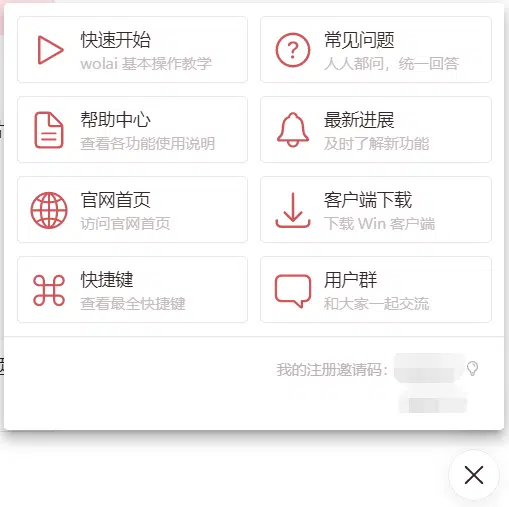 快速开始
wolai 基本操作教学
常见问题
人人都问，统一回答
帮助中心
查看各功能使用说明
最新进展
及时了解新功能
官网首页
访问官网首页
客户端下载
下载 Win 客户端
快捷键
查看最全快捷键
用户群
和大家一起交流
我的注册邀请码：